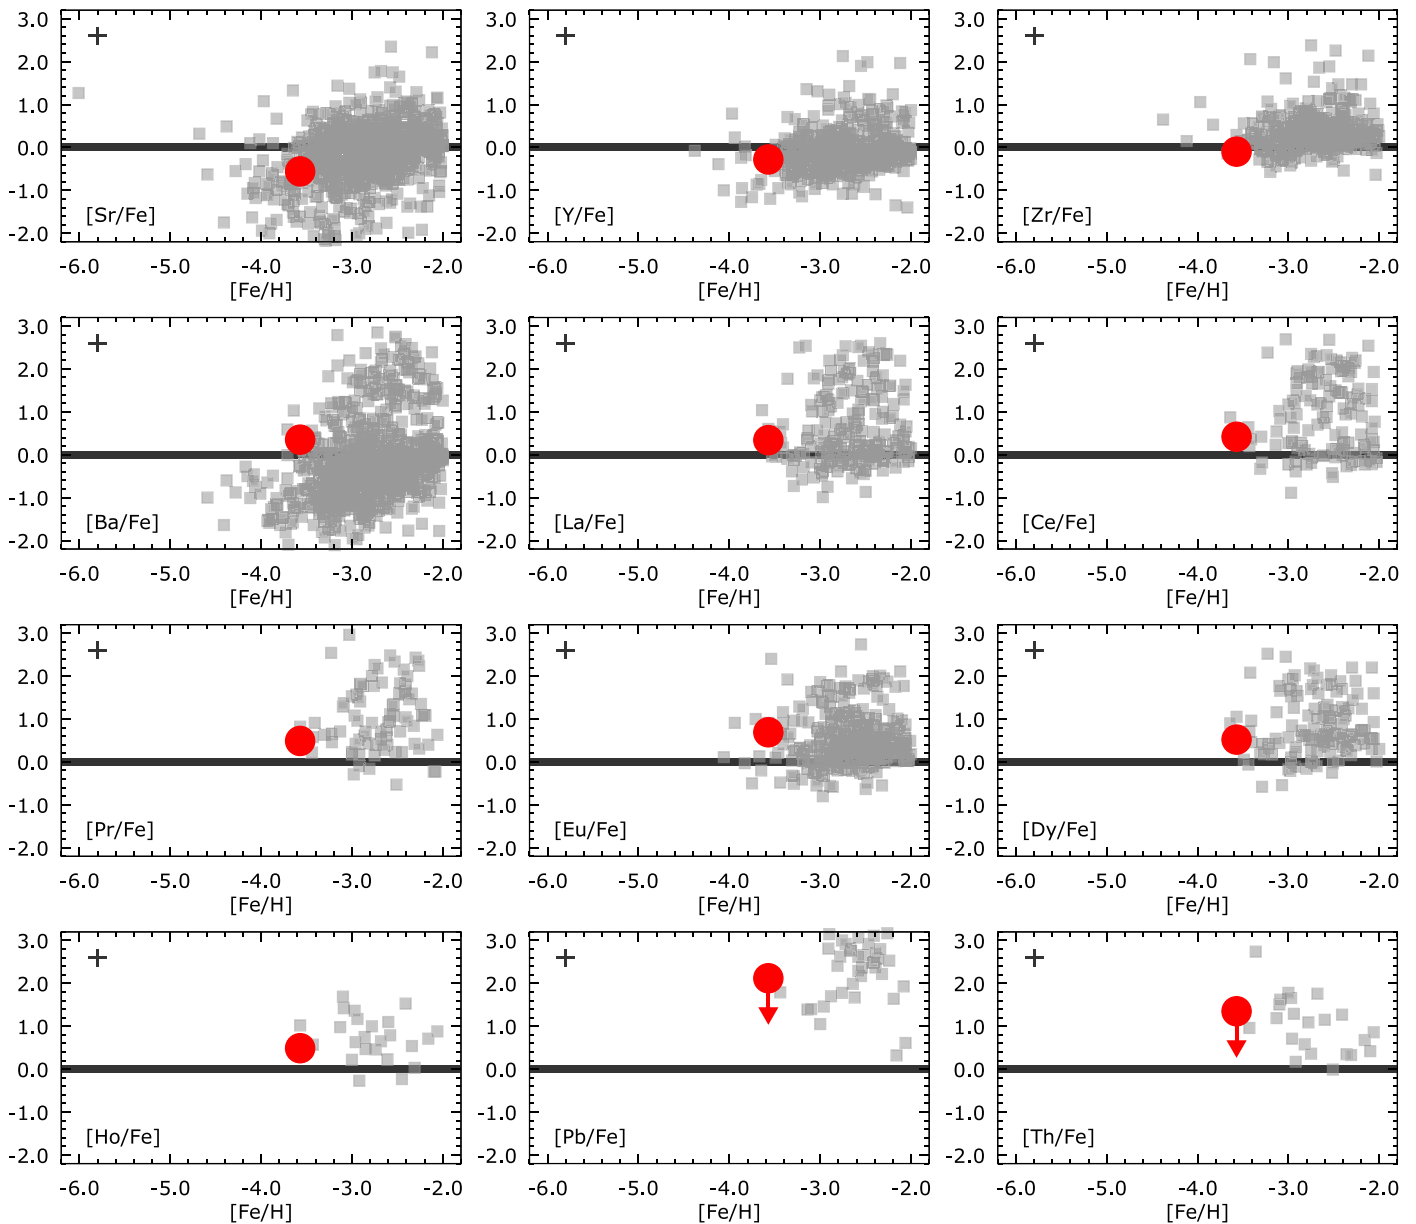 3.0 3.0 3.0
2.0 2.0 2.0
1.0 1.0 1.0
0.0 0.0 0.0
-1.0 -1.0 -1.0
[Sr/Fe] [Y/Fe] [Zr/Fe]
-2.0 -2.0 -2.0
-6.0 -5.0 -4.0 -3.0 -2.0 -6.0 -5.0 -4.0 -3.0 -2.0 -6.0 -5.0 -4.0 -3.0 -2.0
[Fe/H] [Fe/H] [Fe/H]
3.0 3.0 3.0
2.0 2.0 2.0
1.0 1.0 1.0
0.0 0.0 0.0
-1.0 -1.0 -1.0
[Ba/Fe] [La/Fe] [Ce/Fe]
-2.0 -2.0 -2.0
-6.0 -5.0 -4.0 -3.0 -2.0 -6.0 -5.0 -4.0 -3.0 -2.0 -6.0 -5.0 -4.0 -3.0 -2.0
[Fe/H] [Fe/H] [Fe/H]
3.0 3.0 3.0
2.0 2.0 2.0
1.0 1.0 1.0
0.0 0.0 0.0
-1.0 -1.0 -1.0
[Pr/Fe] [Eu/Fe] [Dy/Fe]
-2.0 -2.0 -2.0
-6.0 -5.0 -4.0 -3.0 -2.0 -6.0 -5.0 -4.0 -3.0 -2.0 -6.0 -5.0 -4.0 -3.0 -2.0
[Fe/H] [Fe/H] [Fe/H]
3.0 3.0 3.0
2.0 2.0 2.0
1.0 1.0 1.0
0.0 0.0 0.0
-1.0 -1.0 -1.0
[Ho/Fe] [Pb/Fe] [Th/Fe]
-2.0 -2.0 -2.0
-6.0 -5.0 -4.0 -3.0 -2.0 -6.0 -5.0 -4.0 -3.0 -2.0 -6.0 -5.0 -4.0 -3.0 -2.0
[Fe/H] [Fe/H] [Fe/H]